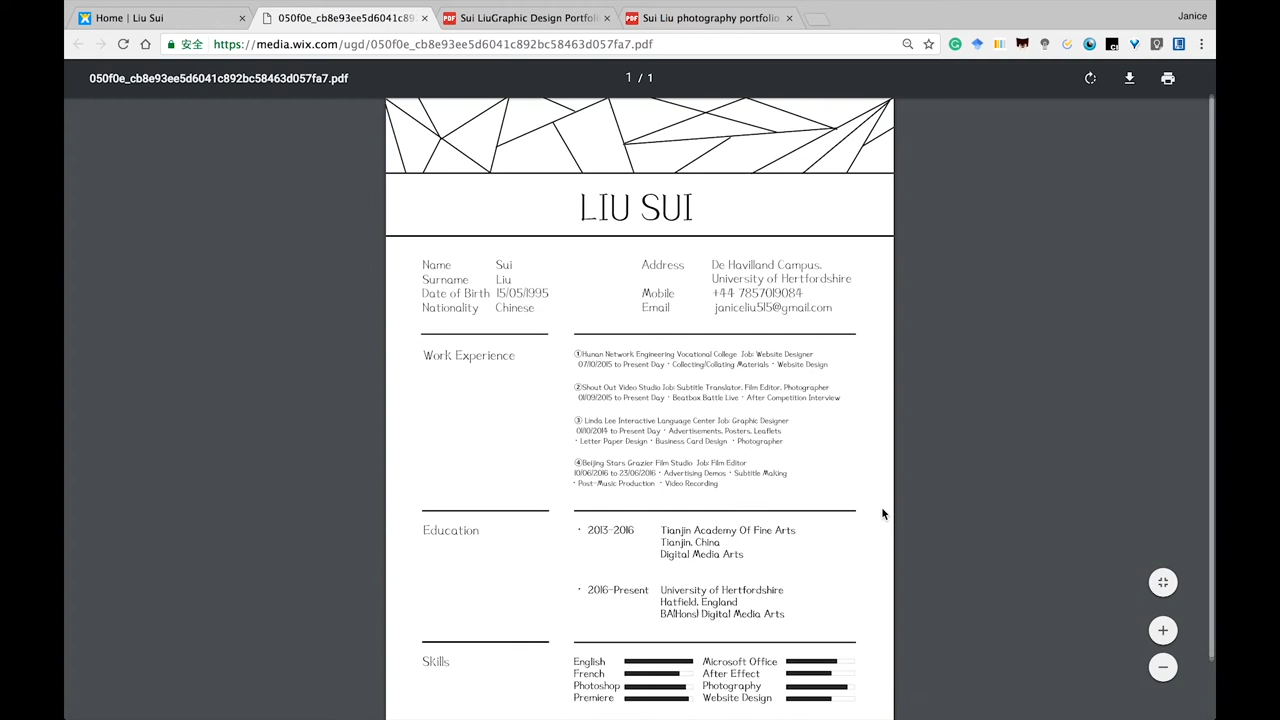 Home | Liu Sui
050f0e_cb8e93ee5d6041c89
Sui LiuGraphic Design Portfol
Sui Liu photography portfolio
Janice
安全
https://media.wix.com/ugd/050f0e_cb8e93ee5d6041c892bc58463d057fa7.pdf
050f0e_cb8e93ee5d6041c892bc58463d057fa7.pdf
1 / 1
LIU SUI
Name Sui
Surname Liu
Date of Birth 15/05/1995
Nationality Chinese
Address De Havilland Campus,
University of Hertfordshire
Mobile +44 7857019084
Email janiceliu515@gmail.com
Work Experience
①Hunan Network Engineering Vocational College Job: Website Designer
07/10/2015 to Present Day · Collecting/Collating Materials · Website Design
②Shout Out Video Studio Job: Subtitle Translator, Film Editor, Photographer
01/09/2015 to Present Day · Beatbox Battle Live · After Competition Interview
③ Linda Lee Interactive Language Center Job: Graphic Designer
01/10/2014 to Present Day · Advertisements, Posters, Leaflets
· Letter Paper Design · Business Card Design · Photographer
④Beijing Stars Grazier Film Studio Job: Film Editor
10/06/2016 to 23/06/2016 · Advertising Demos · Subtitle Making
· Post-Music Production · Video Recording
Education
· 2013-2016 Tianjin Academy Of Fine Arts
Tianjin, China
Digital Media Arts
· 2016-Present University of Hertfordshire
Hatfield, England
BA(Hons) Digital Media Arts
Skills
English Microsoft Office
French After Effect
Photoshop Photography
Premiere Website Design